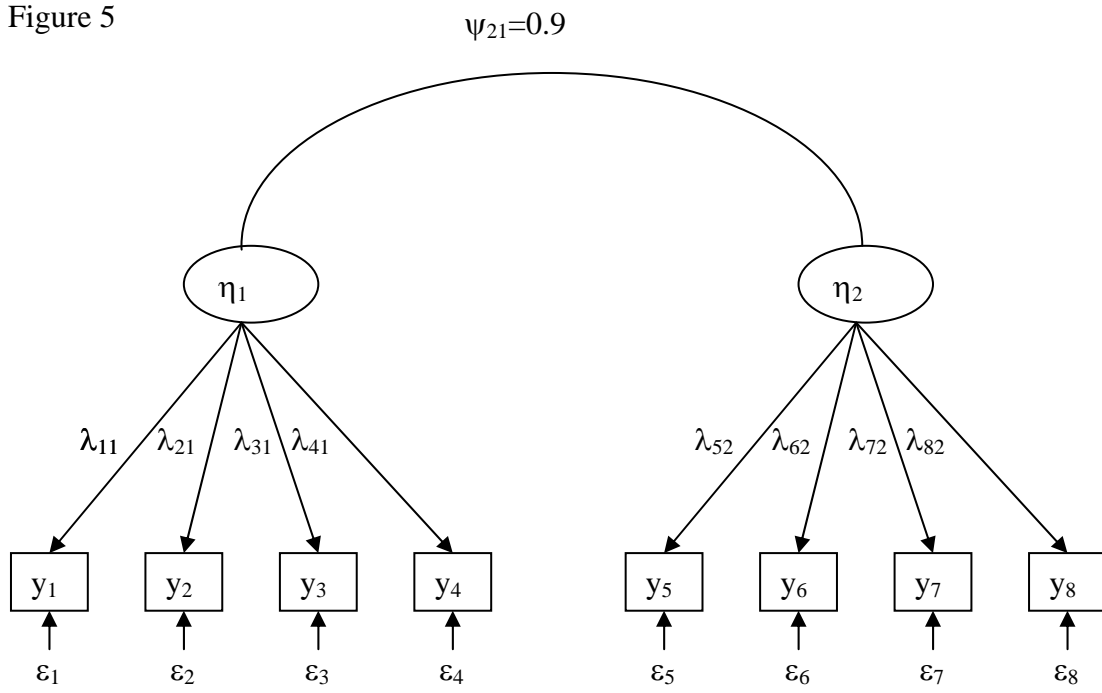 Figure 5
ψ₂₁=0.9
η₁ η₂
λ₁₁ λ₂₁ λ₃₁ λ₄₁ λ₅₂ λ₆₂ λ₇₂ λ₈₂
y₁ y₂ y₃ y₄ y₅ y₆ y₇ y₈
ε₁ ε₂ ε₃ ε₄ ε₅ ε₆ ε₇ ε₈